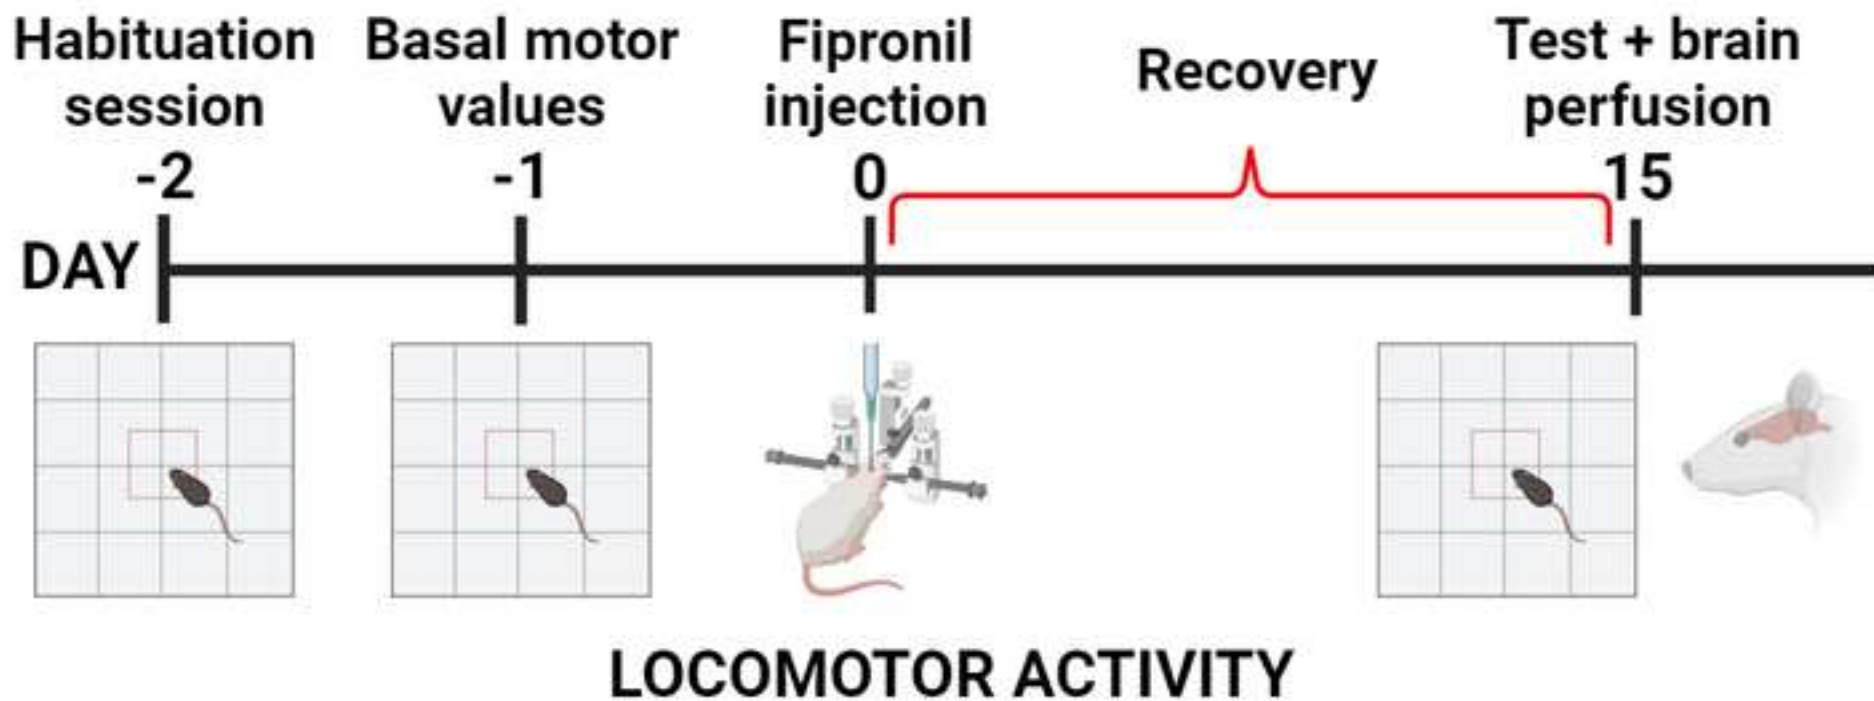 Habituation
session
-2
Basal motor
values
-1
Fipronil
injection
0
Recovery
Test + brain
perfusion
15
DAY
LOCOMOTOR ACTIVITY